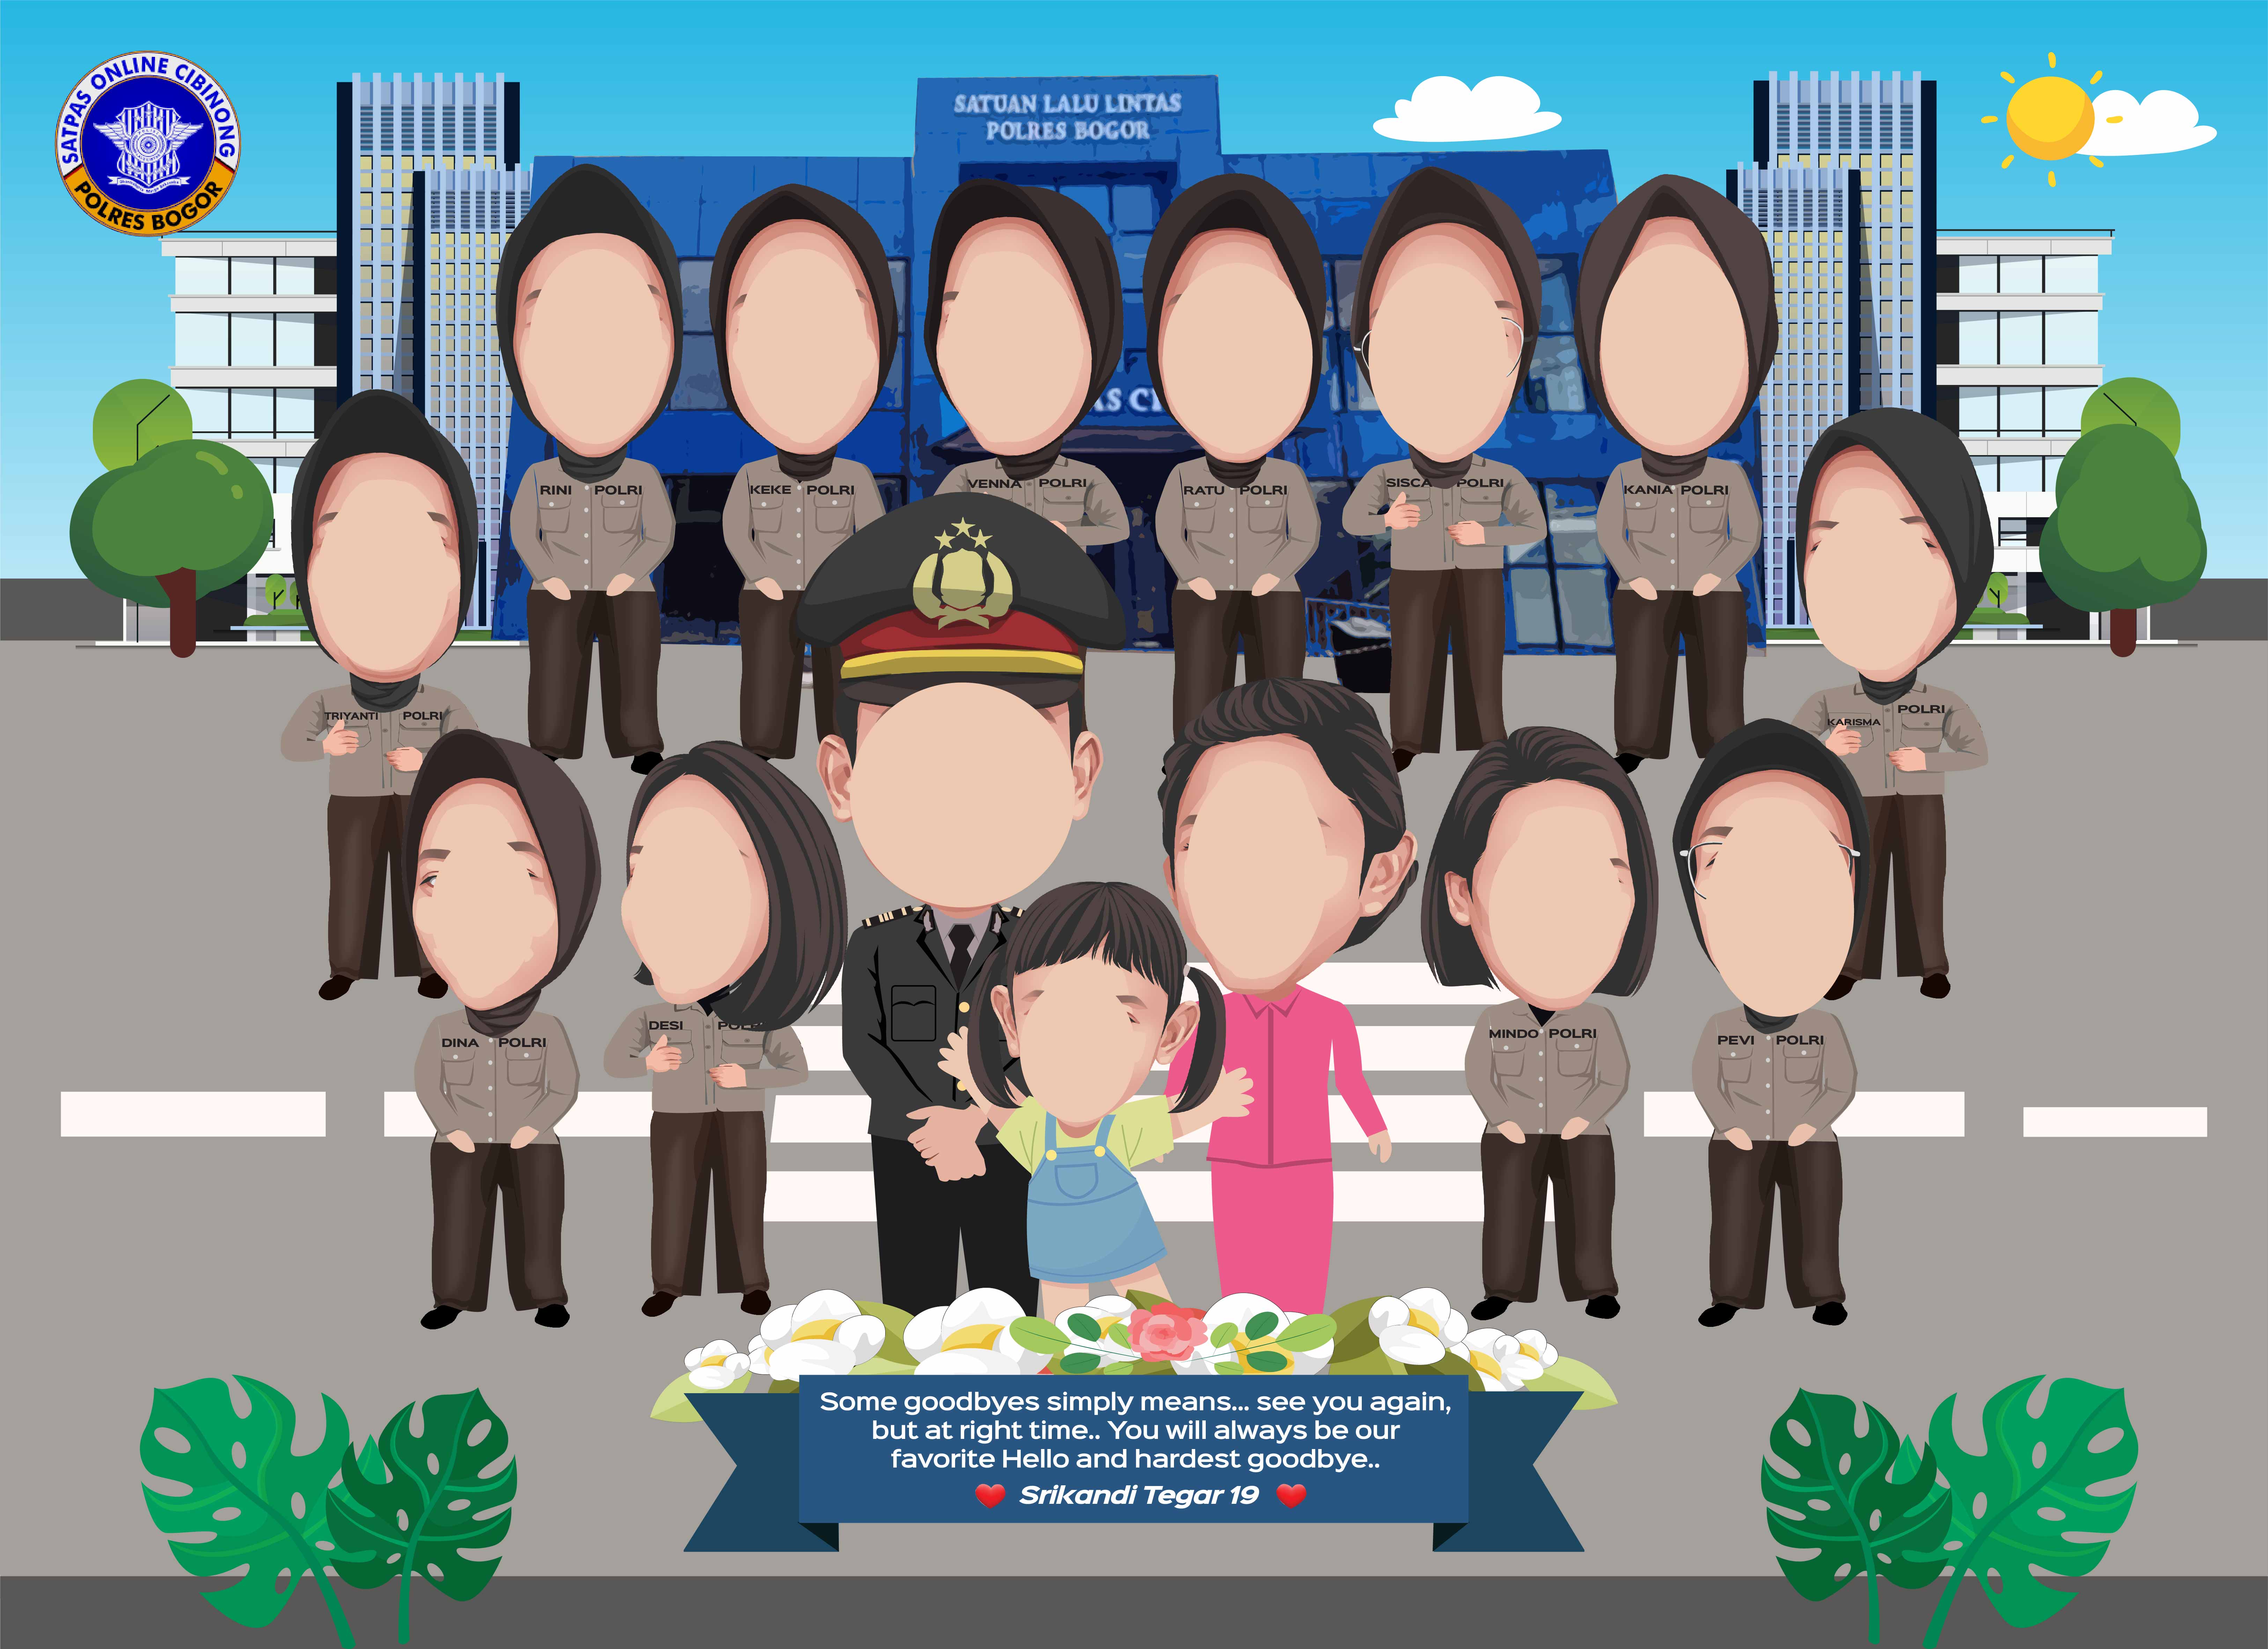 SATPAS ONLINE CIBINONG
POLRES BOGOR
SATUAN LALU LINTAS
POLRES BOGOR
AS CI
RINI POLRI
KEKE POLRI
VENNA POLRI
RATU POLRI
SISCA POLRI
KANIA POLRI
TRIYANTI POLRI
KARISMA POLRI
DINA POLRI
DESI POLRI
MINDO POLRI
PEVI POLRI
Some goodbyes simply means... see you again,
but at right time.. You will always be our
favorite Hello and hardest goodbye..
❤ Srikandi Tegar 19 ❤